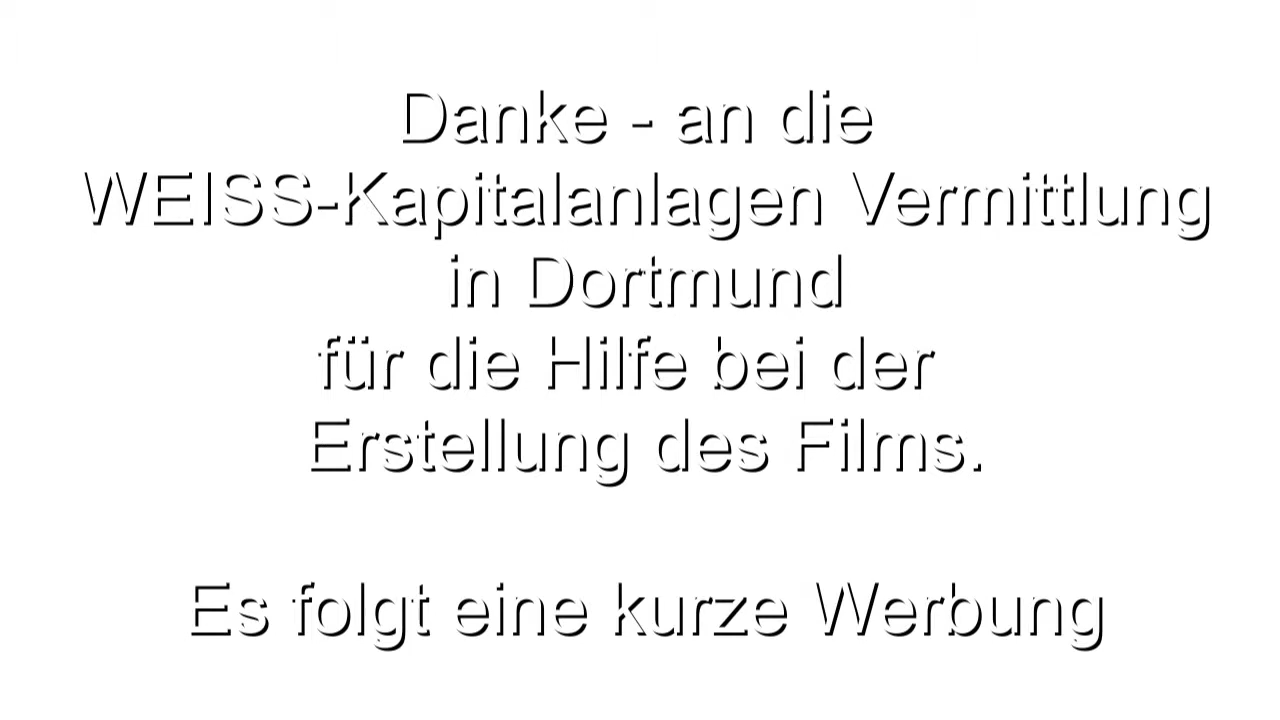 Danke - an die
WEISS-Kapitalanlagen Vermittlung
in Dortmund
für die Hilfe bei der
Erstellung des Films.
Es folgt eine kurze Werbung